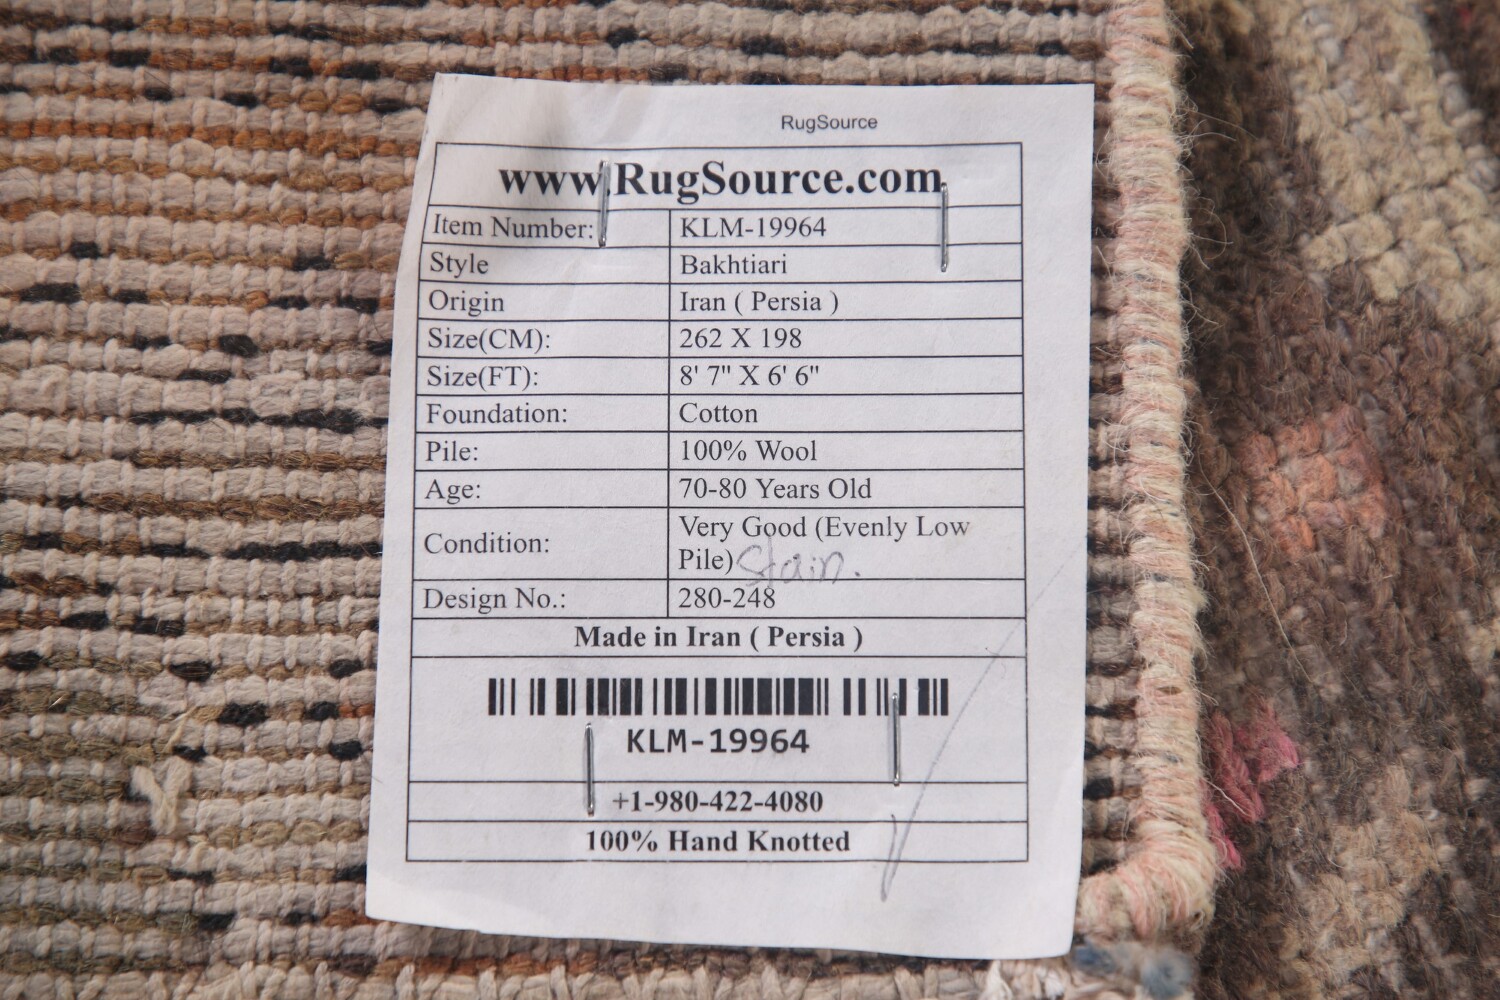 RugSource
www.RugSource.com
Item Number: KLM-19964
Style Bakhtiari
Origin Iran ( Persia )
Size(CM): 262 X 198
Size(FT): 8' 7" X 6' 6"
Foundation: Cotton
Pile: 100% Wool
Age: 70-80 Years Old
Condition: Very Good (Evenly Low
Pile) Stain.
Design No.: 280-248
Made in Iran ( Persia )
KLM-19964
+1-980-422-4080
100% Hand Knotted